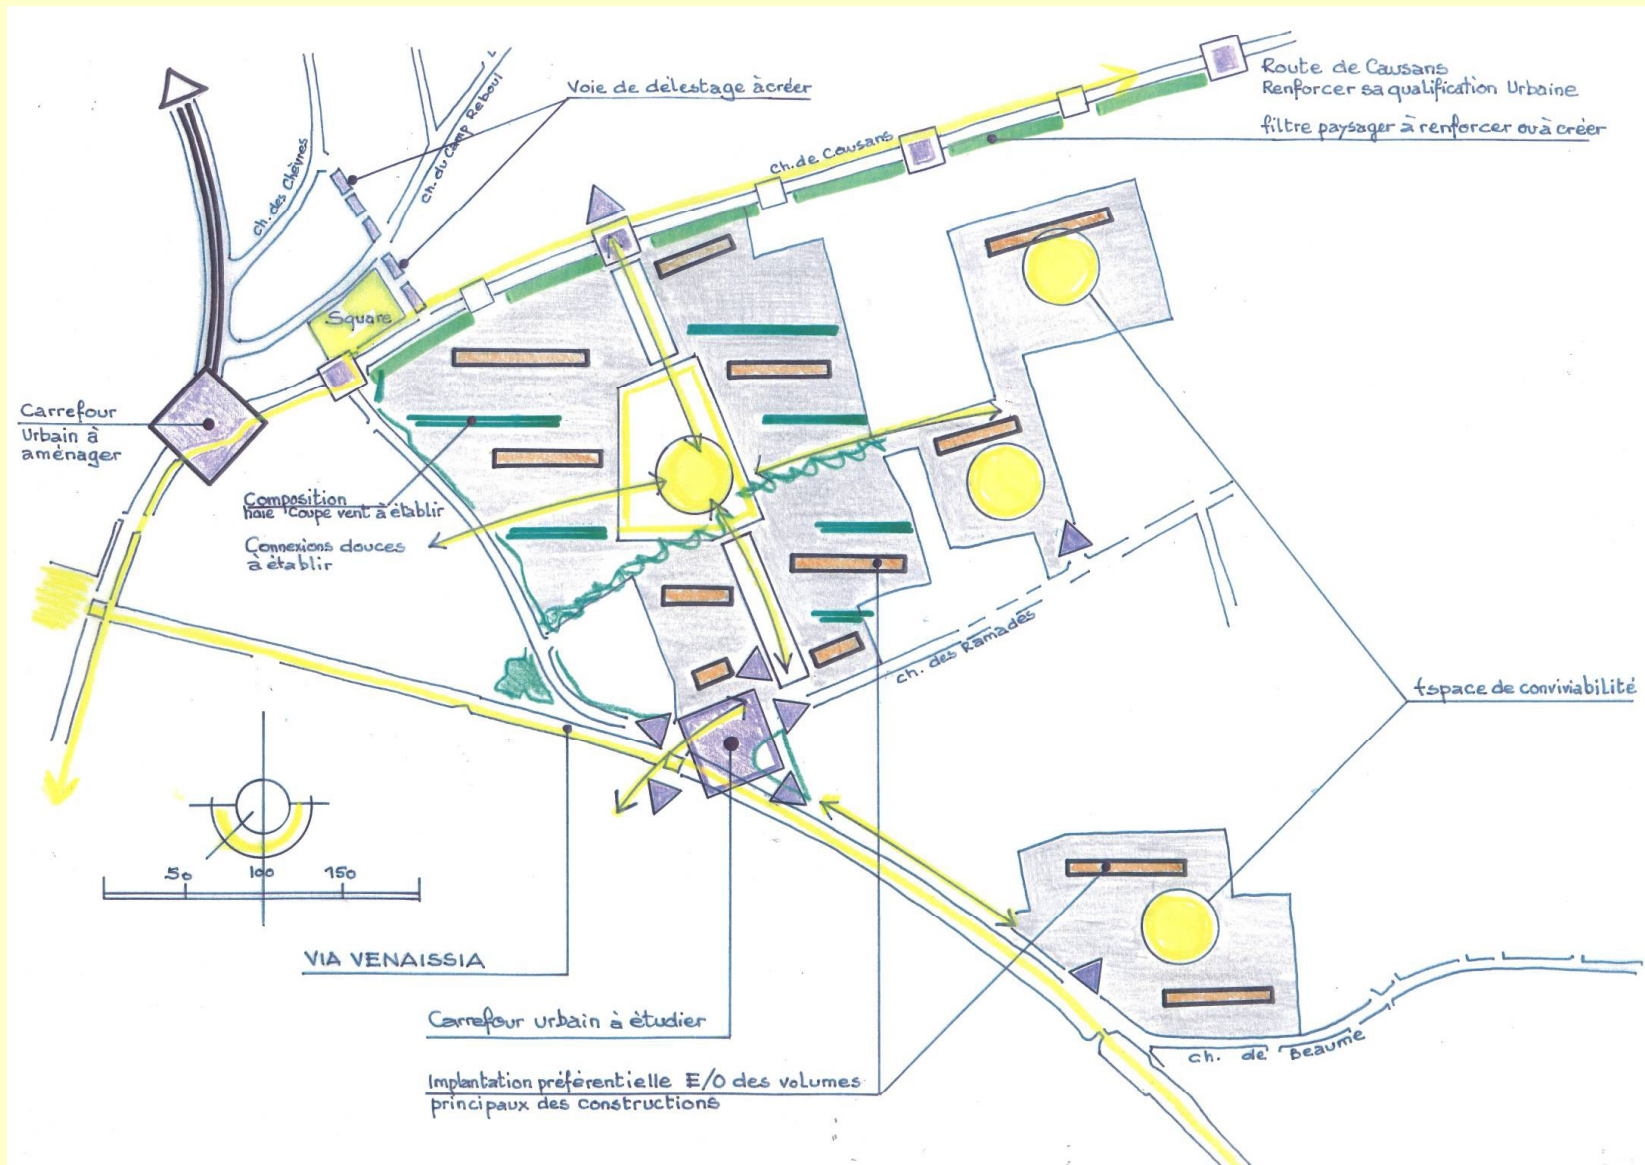 Voie de délestage à créer
Route de Causans
Renforcer sa qualification Urbaine
filtre paysager à renforcer ou à créer
ch. des Chèvres
ch. du Camp Reboul
ch. de Causans
Square
Carrefour
Urbain à
aménager
Composition
haie coupe vent à établir
Connexions douces
à établir
ch. des Ramadés
Espace de conviviabilité
50 100 150
VIA VENAISSIA
Carrefour urbain à étudier
ch. de Beaume
Implantation préférentielle E/O des volumes
principaux des constructions